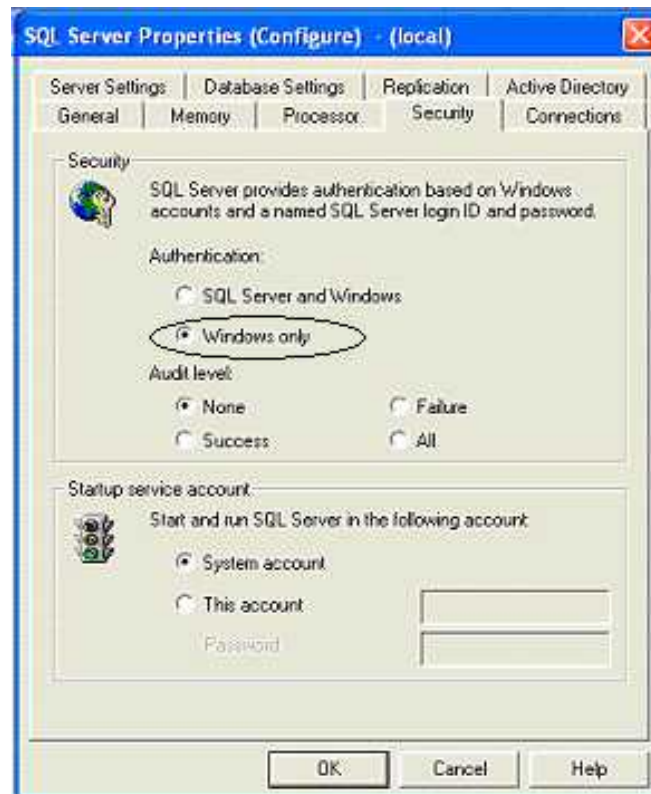 SQL Server Properties (Configure) - (local)
Server Settings Database Settings Replication Active Directory
General Memory Processor Security Connections
Security
SQL Server provides authentication based on Windows
accounts and a named SQL Server login ID and password.
Authentication:
SQL Server and Windows
Windows only
Audit level:
None Failure
Success All
Startup service account
Start and run SQL Server in the following account
System account
This account
Password
OK Cancel Help